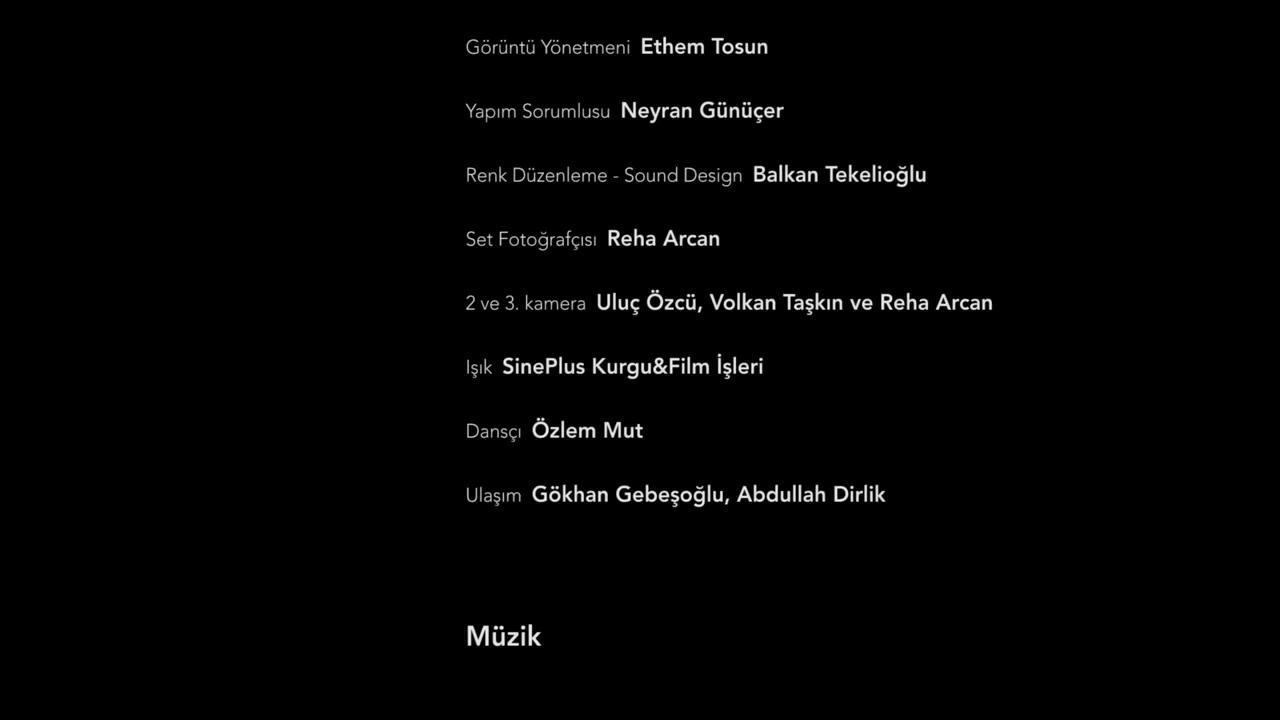 Görüntü Yönetmeni Ethem Tosun
Yapım Sorumlusu Neyran Günüçer
Renk Düzenleme - Sound Design Balkan Tekelioğlu
Set Fotoğrafçısı Reha Arcan
2 ve 3. kamera Uluç Özcü, Volkan Taşkın ve Reha Arcan
Işık SinePlus Kurgu&Film İşleri
Dansçı Özlem Mut
Ulaşım Gökhan Gebeşoğlu, Abdullah Dirlik
Müzik